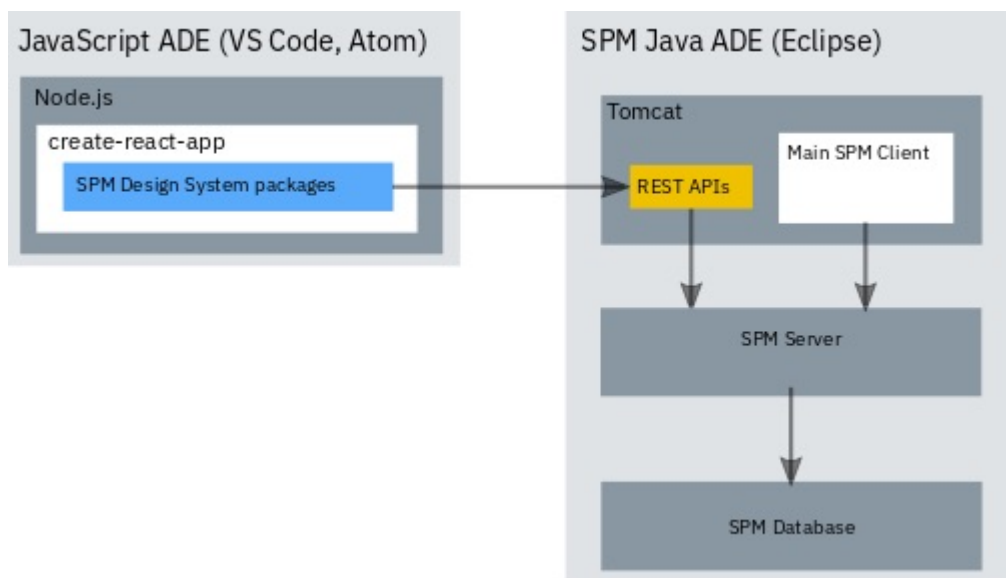 JavaScript ADE (VS Code, Atom)
Node.js
create-react-app
SPM Design System packages
SPM Java ADE (Eclipse)
Tomcat
Main SPM Client
REST APIs
SPM Server
SPM Database